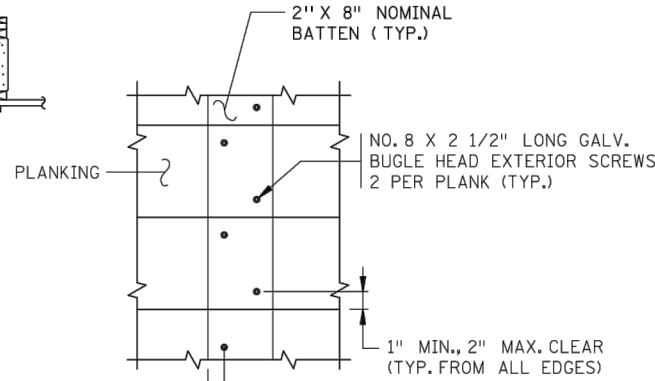 2" X 8" NOMINAL
BATTEN (TYP.)
NO. 8 X 2 1/2" LONG GALV.
BUGLE HEAD EXTERIOR SCREWS
2 PER PLANK (TYP.)
PLANKING
1" MIN., 2" MAX. CLEAR
(TYP. FROM ALL EDGES)